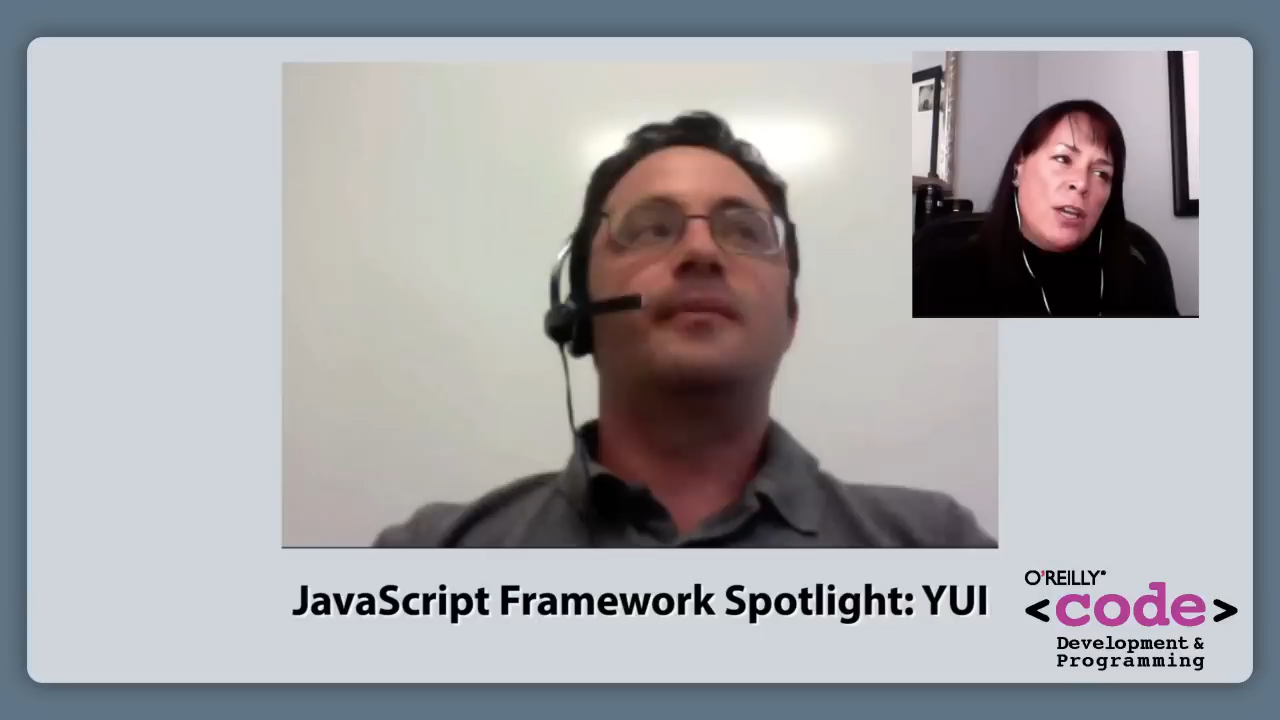 JavaScript Framework Spotlight: YUI
O'REILLY®
<code>
Development &
Programming